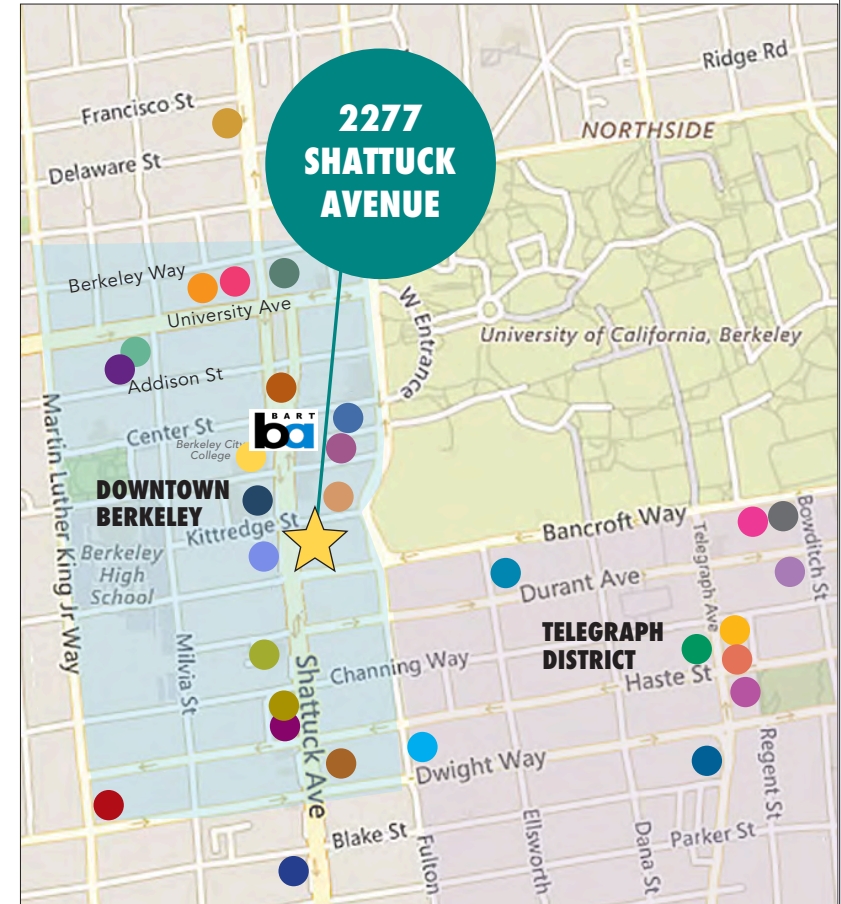 Ridge Rd
Francisco St
2277
SHATTUCK
AVENUE
NORTHSIDE
Delaware St
Berkeley Way
University Ave
W Entrance
University of California, Berkeley
Addison St
Martin Luther King Jr Way
Center St
BART
ba
Berkeley City
College
DOWNTOWN
BERKELEY
Kittredge St
Bancroft Way
Telegraph Ave
Bowditch St
Berkeley
High
School
Durant Ave
TELEGRAPH
DISTRICT
Milvia St
Shattuck Ave
Channing Way
Haste St
Dwight Way
Regent St
Blake St
Fulton
Ellsworth
Dana St
Parker St